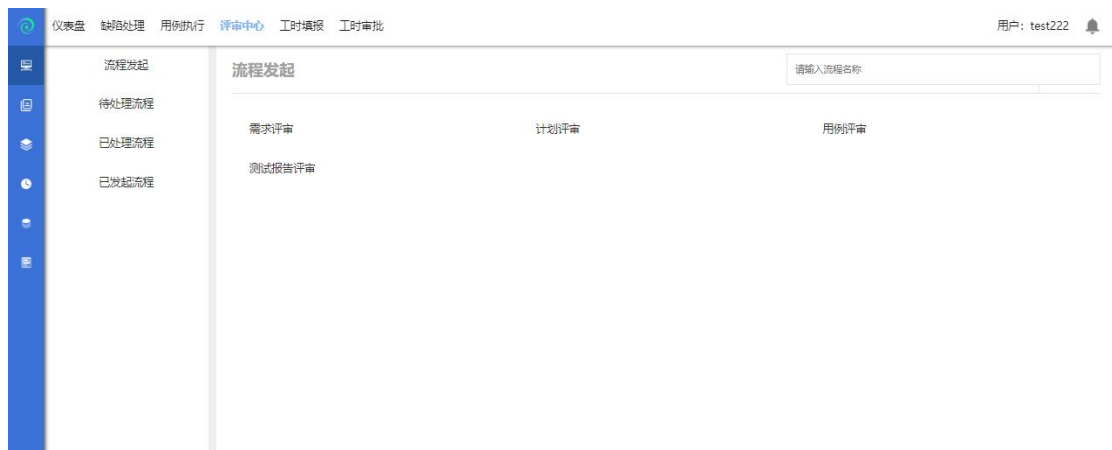 仪表盘 缺陷处理 用例执行 评审中心 工时填报 工时审批 用户：test222
流程发起
待处理流程
已处理流程
已发起流程
流程发起 请输入流程名称
需求评审 计划评审 用例评审
测试报告评审